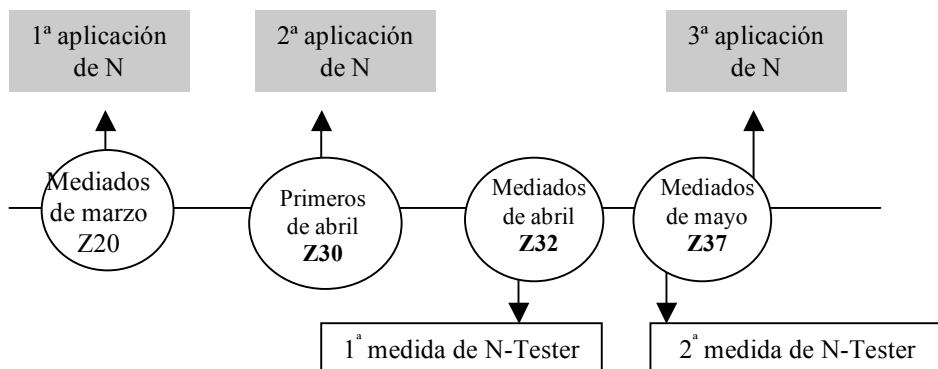 1ª aplicación
de N
2ª aplicación
de N
3ª aplicación
de N
Mediados
de marzo
Z20
Primeros
de abril
Z30
Mediados
de abril
Z32
Mediados
de mayo
Z37
1ª medida de N-Tester
2ª medida de N-Tester